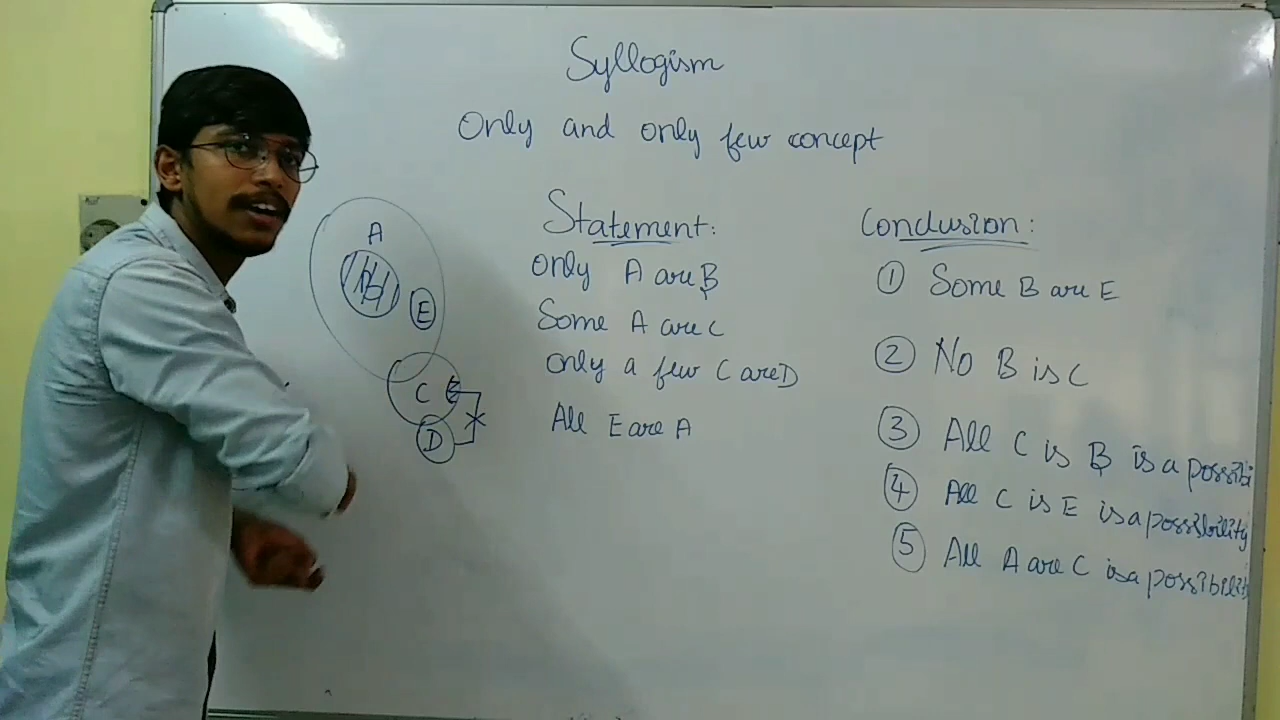 Syllogism
Only and only few concept
Statement:
only A are B
Some A are C
only a few C are D
All E are A
Conclusion:
① Some B are E
② No B is C
③ All C is B is a possibi
④ All C is E is a possibility
⑤ All A are C is a possibili
A
B
E
C
D